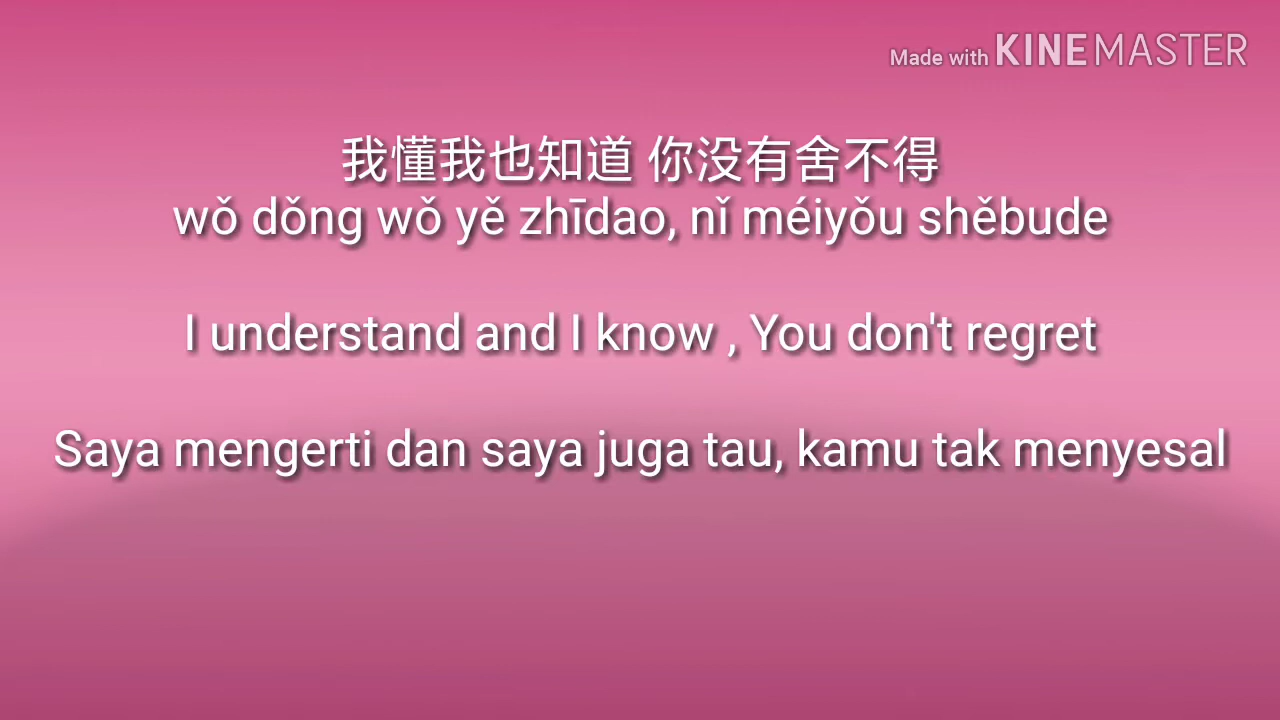 Made with KINEMASTER
我懂我也知道 你没有舍不得
wǒ dǒng wǒ yě zhīdao, nǐ méiyǒu shěbude
I understand and I know , You don't regret
Saya mengerti dan saya juga tau, kamu tak menyesal